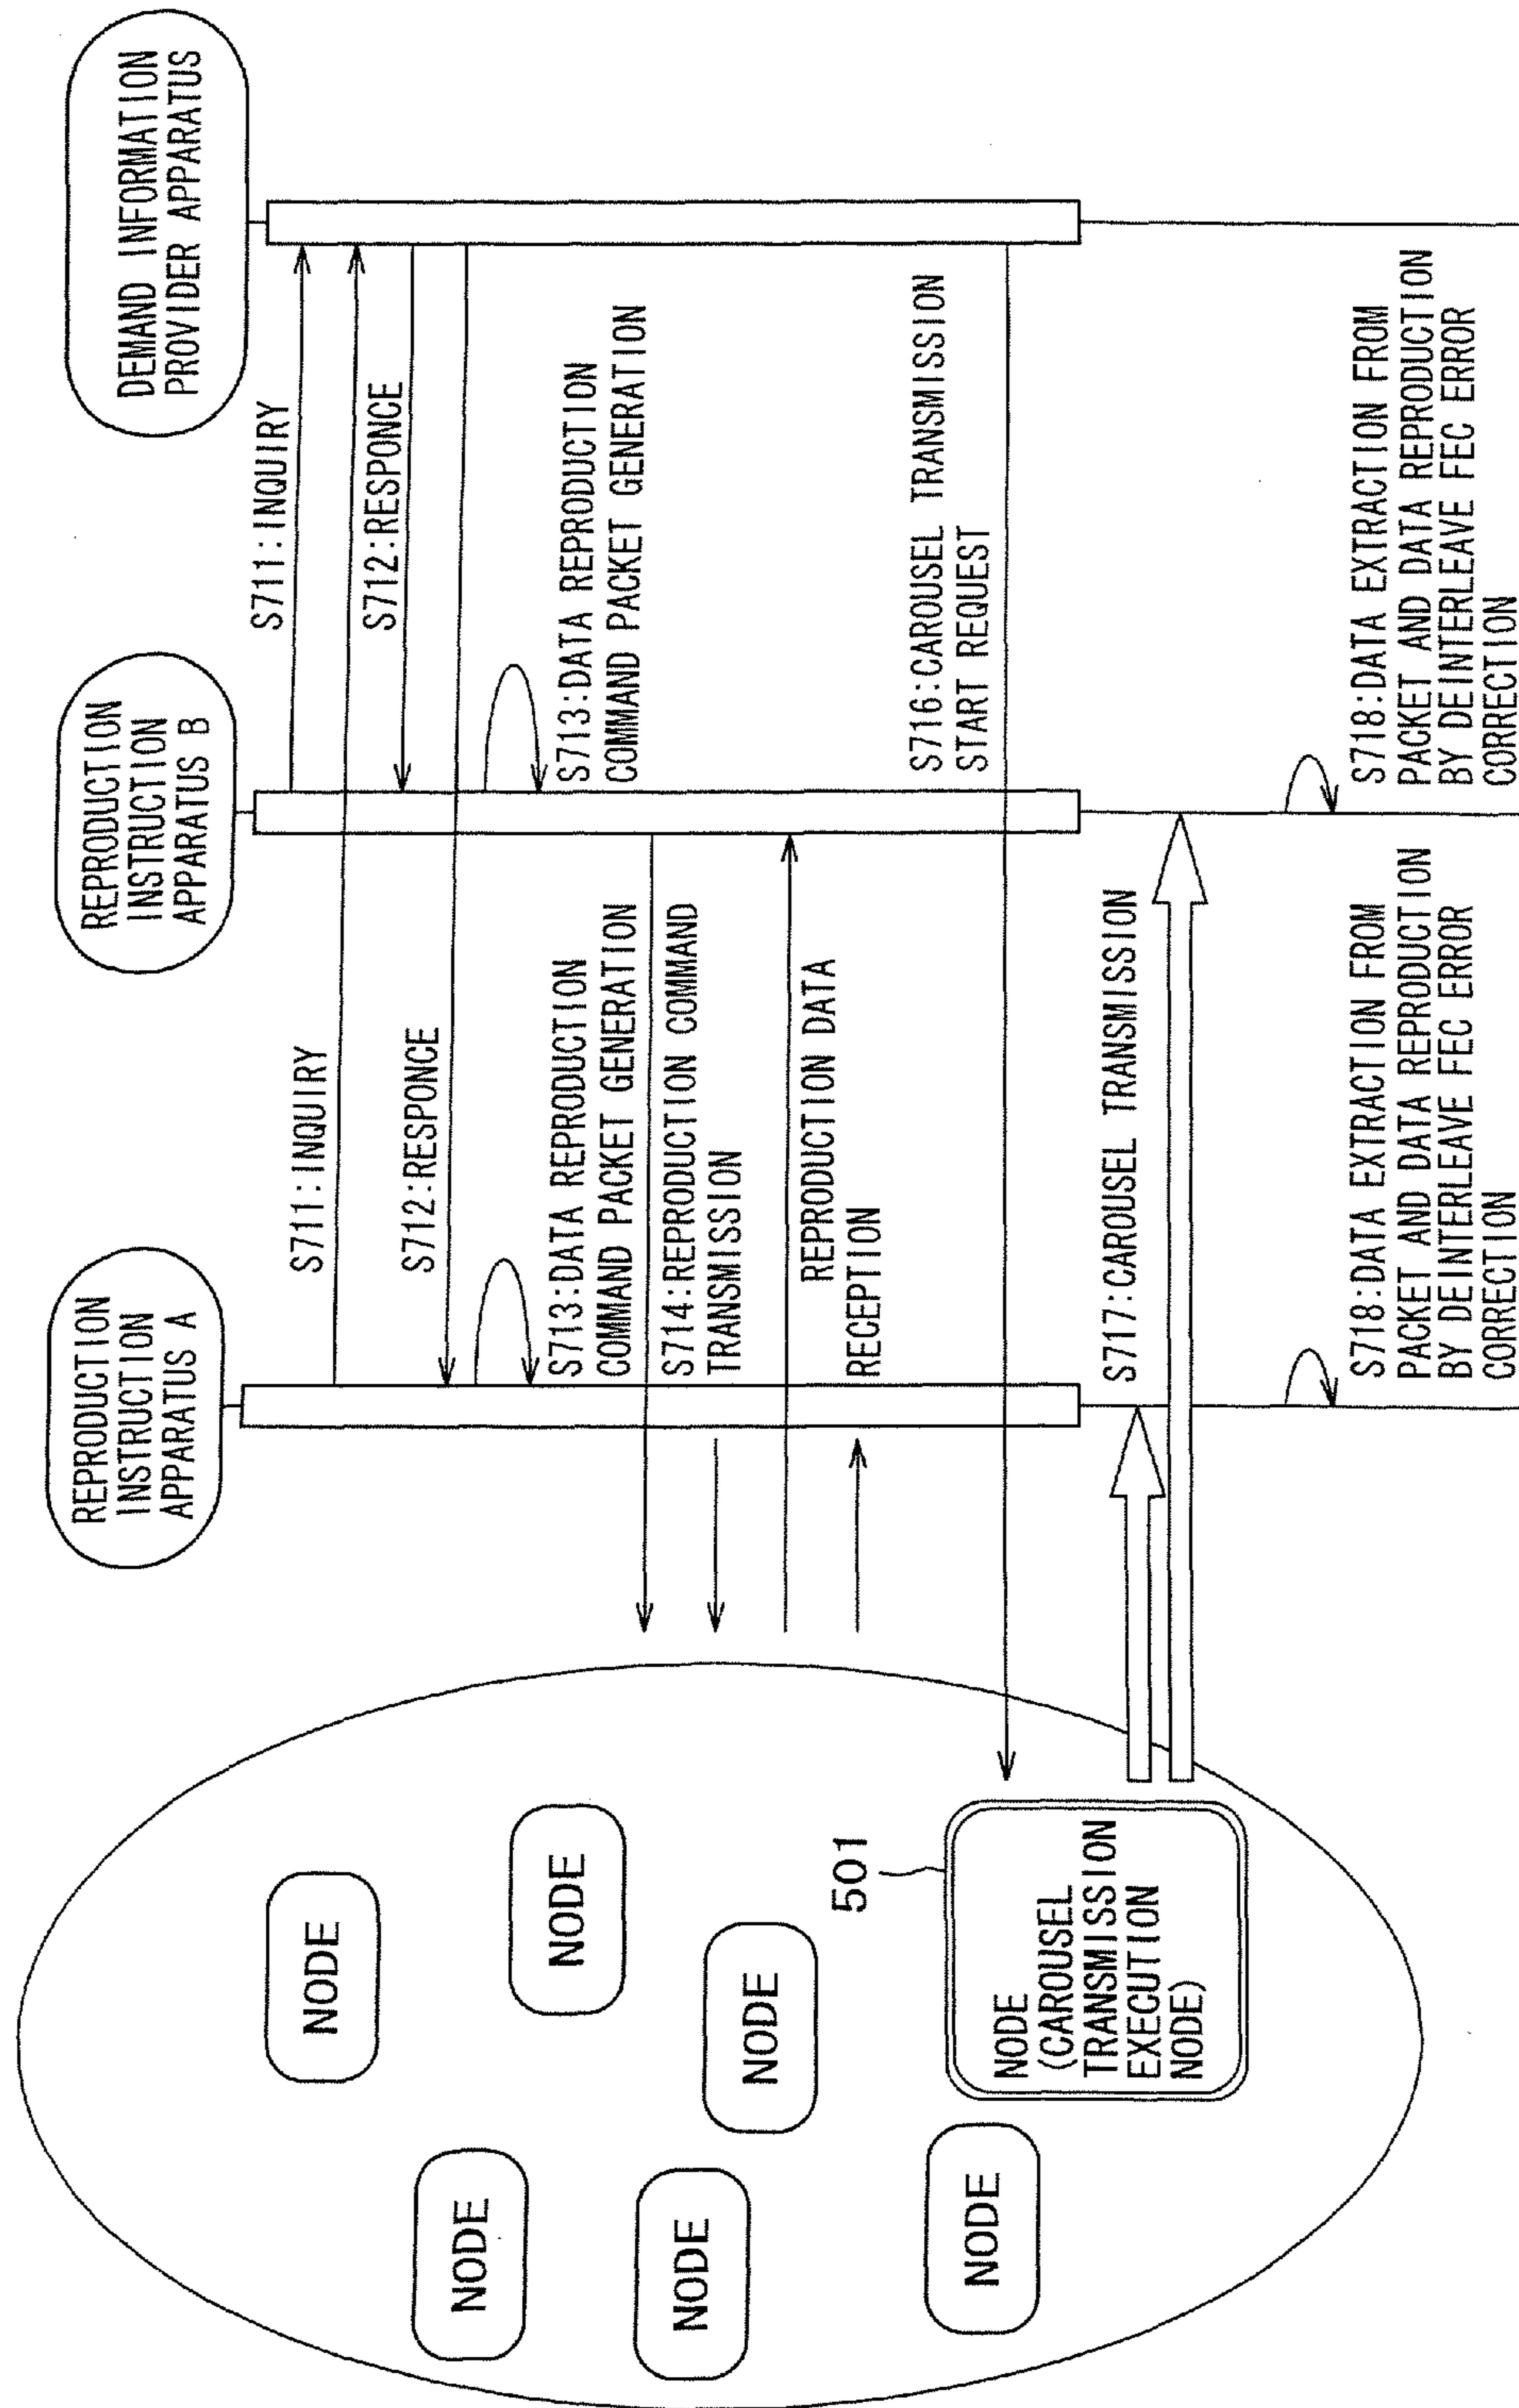 DEMAND INFORMATION
PROVIDER APPARATUS
REPRODUCTION
INSTRUCTION
APPARATUS B
REPRODUCTION
INSTRUCTION
APPARATUS A
S711:INQUIRY
S711:INQUIRY
S712:RESPONCE
S712:RESPONCE
S713:DATA REPRODUCTION
COMMAND PACKET GENERATION
S713:DATA REPRODUCTION
COMMAND PACKET GENERATION
S714:REPRODUCTION COMMAND
TRANSMISSION
REPRODUCTION DATA
RECEPTION
S716:CAROUSEL TRANSMISSION
START REQUEST
S717:CAROUSEL TRANSMISSION
S718:DATA EXTRACTION FROM
PACKET AND DATA REPRODUCTION
BY DEINTERLEAVE FEC ERROR
CORRECTION
S718:DATA EXTRACTION FROM
PACKET AND DATA REPRODUCTION
BY DEINTERLEAVE FEC ERROR
CORRECTION
NODE
NODE
NODE
NODE
NODE
NODE
501
NODE
(CAROUSEL
TRANSMISSION
EXECUTION
NODE)